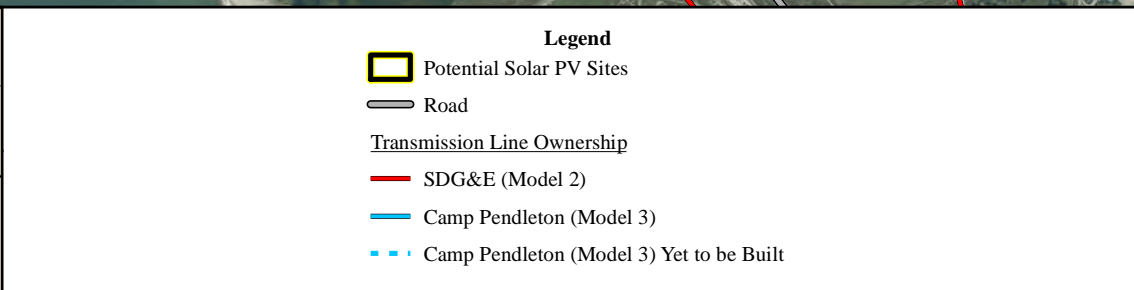 Legend
Potential Solar PV Sites
Road
Transmission Line Ownership
SDG&E (Model 2)
Camp Pendleton (Model 3)
Camp Pendleton (Model 3) Yet to be Built